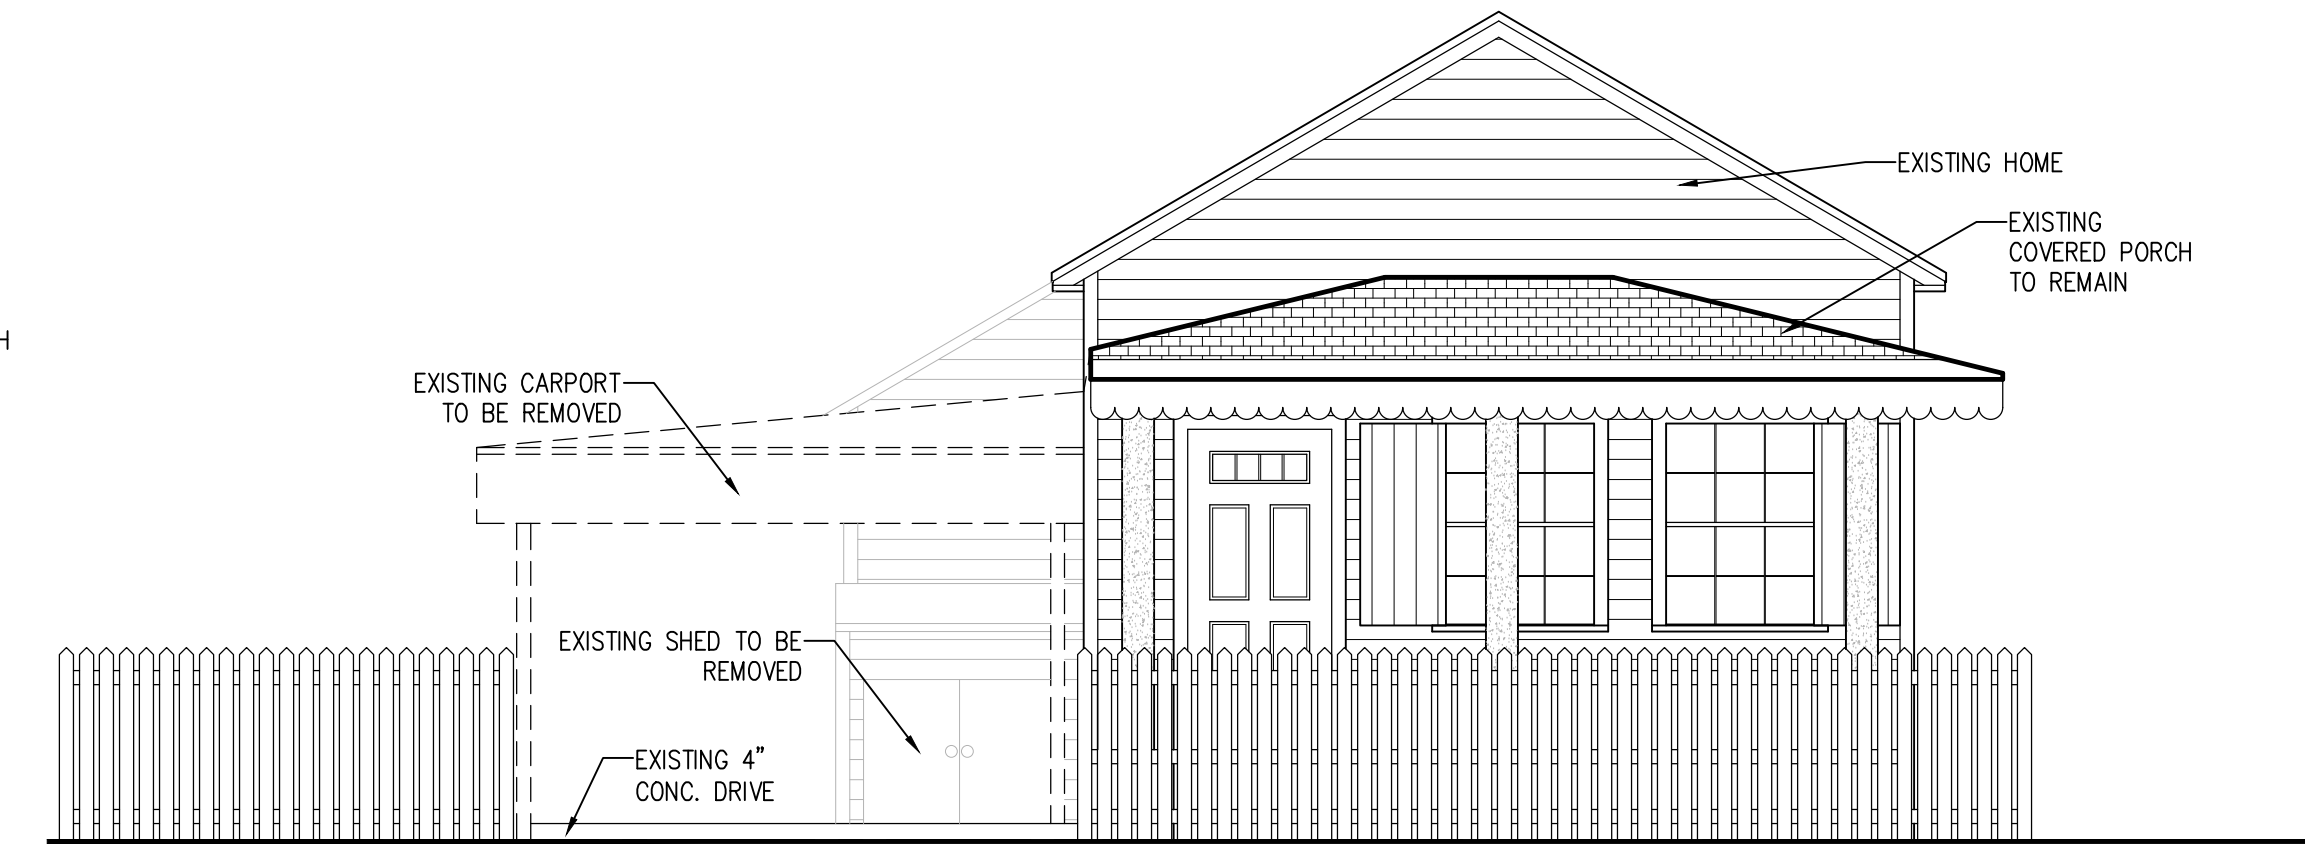 EXISTING HOME
EXISTING
COVERED PORCH
TO REMAIN
H
EXISTING CARPORT
TO BE REMOVED
EXISTING SHED TO BE
REMOVED
EXISTING 4”
CONC. DRIVE